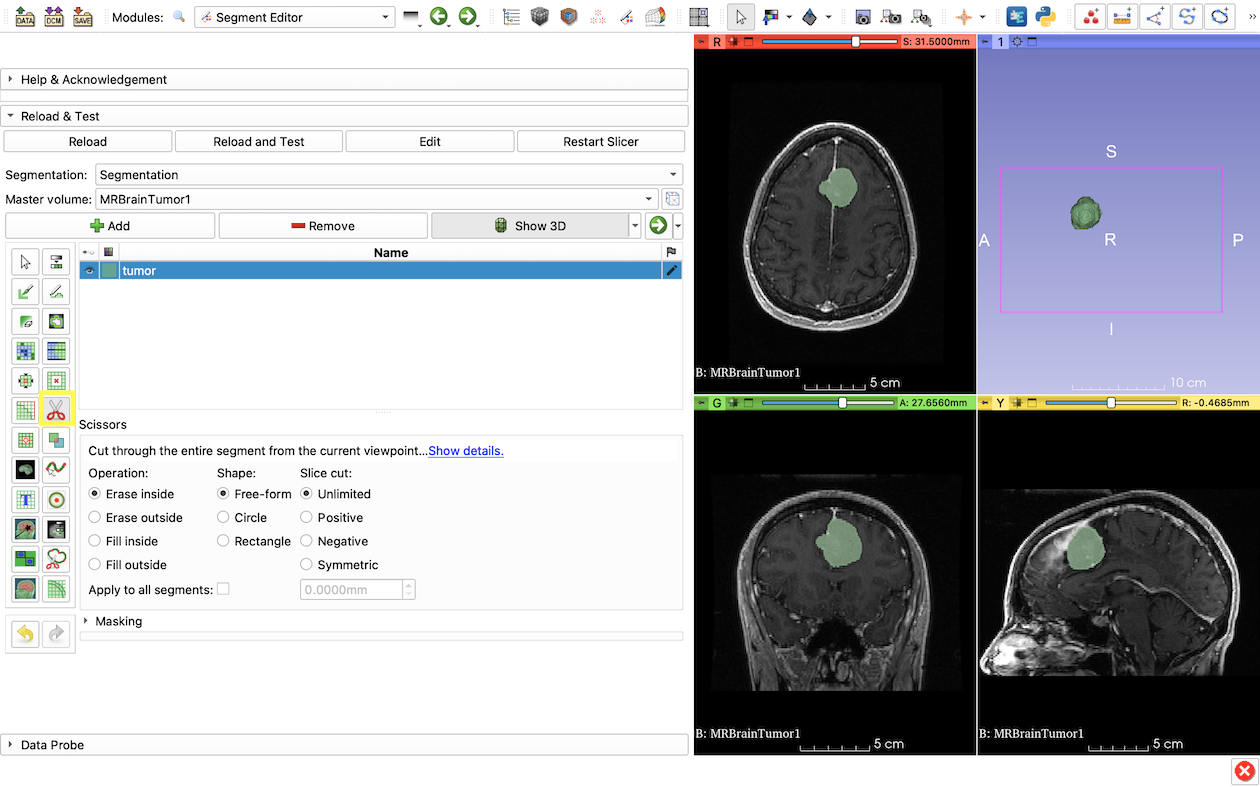 DATA DCM SAVE Modules: Segment Editor »
Help & Acknowledgement
Reload & Test
Reload Reload and Test Edit Restart Slicer
Segmentation: Segmentation
Master volume: MRBrainTumor1
Add Remove Show 3D
Name
tumor
Scissors
Cut through the entire segment from the current viewpoint...Show details.
Operation: Shape: Slice cut:
Erase inside Free-form Unlimited
Erase outside Circle Positive
Fill inside Rectangle Negative
Fill outside Symmetric
Apply to all segments: 0.0000mm
Masking
Data Probe
R S: 31.5000mm
B: MRBrainTumor1
5 cm
1
S
A R P
I
10 cm
G A: 27.6560mm
B: MRBrainTumor1
5 cm
Y R: -0.4685mm
B: MRBrainTumor1
5 cm